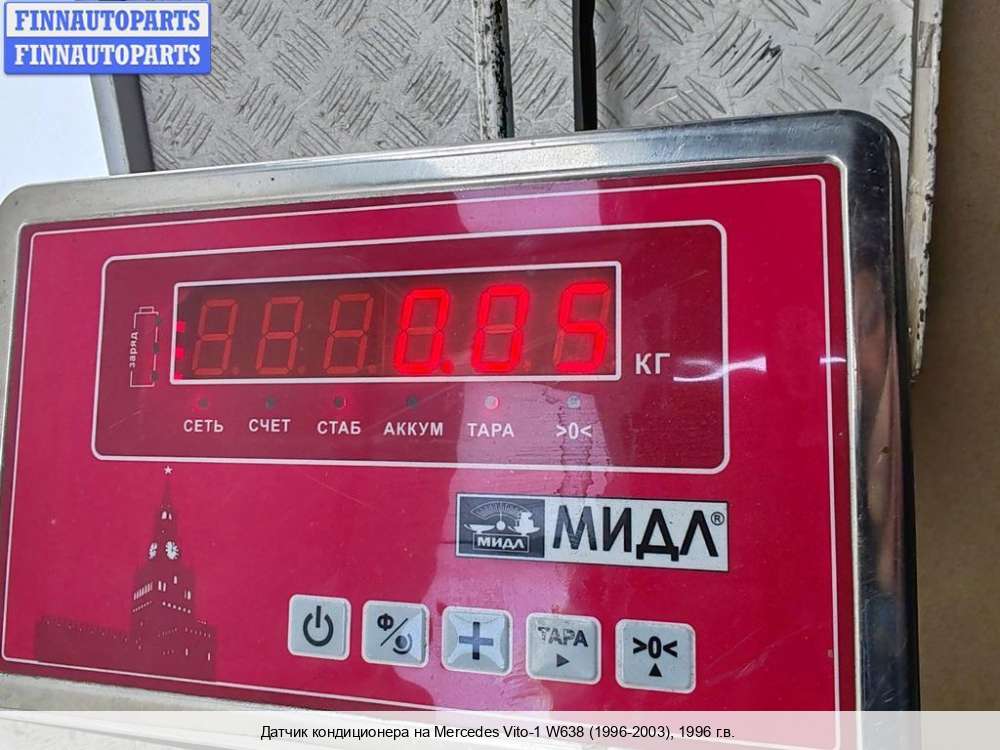 FINNAUTOPARTS
FINNAUTOPARTS
заряд
0.05
КГ
СЕТЬ СЧЕТ СТАБ АККУМ ТАРА >0<
МИДЛ
МИДЛ®
Ф
ТАРА
>0<
Датчик кондиционера на Mercedes Vito-1 W638 (1996-2003), 1996 г.в.